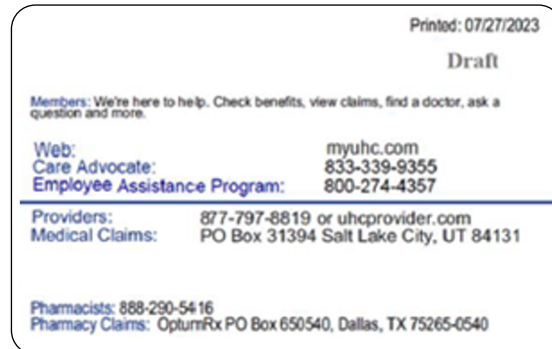 Printed: 07/27/2023
Draft
Members: We're here to help. Check benefits, view claims, find a doctor, ask a
question and more.
Web: myuhc.com
Care Advocate: 833-339-9355
Employee Assistance Program: 800-274-4357
Providers: 877-797-8819 or uhcprovider.com
Medical Claims: PO Box 31394 Salt Lake City, UT 84131
Pharmacists: 888-290-5416
Pharmacy Claims: OptumRx PO Box 650540, Dallas, TX 75265-0540